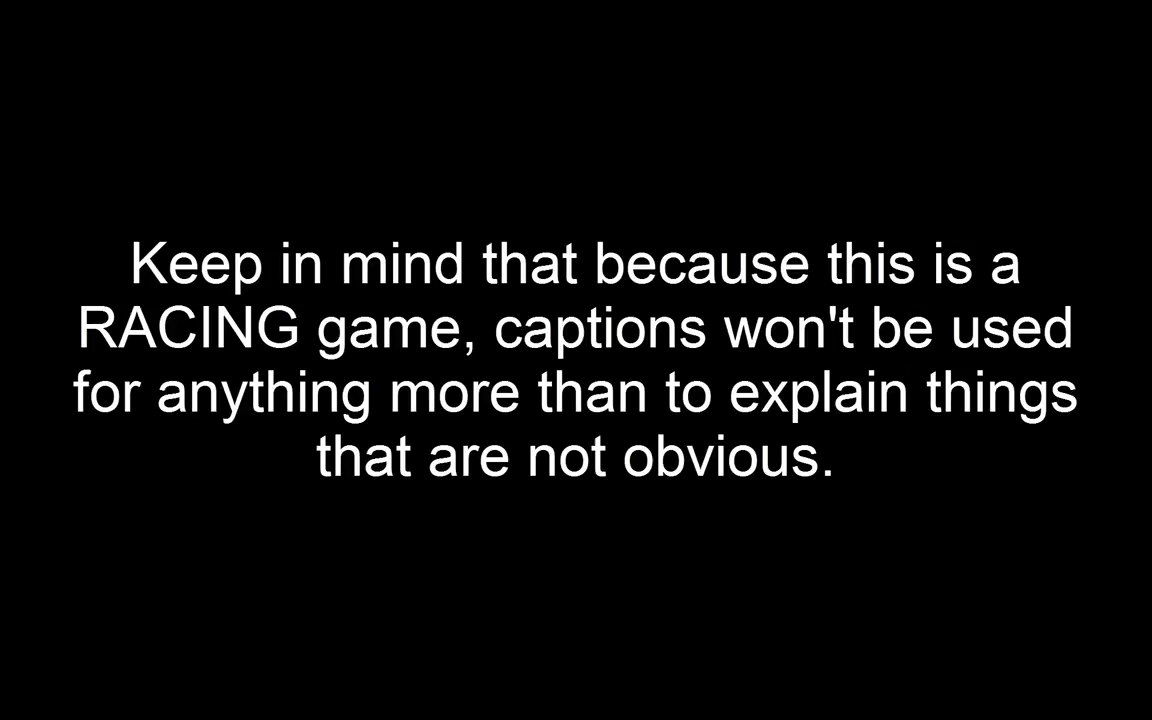 Keep in mind that because this is a
RACING game, captions won't be used
for anything more than to explain things
that are not obvious.